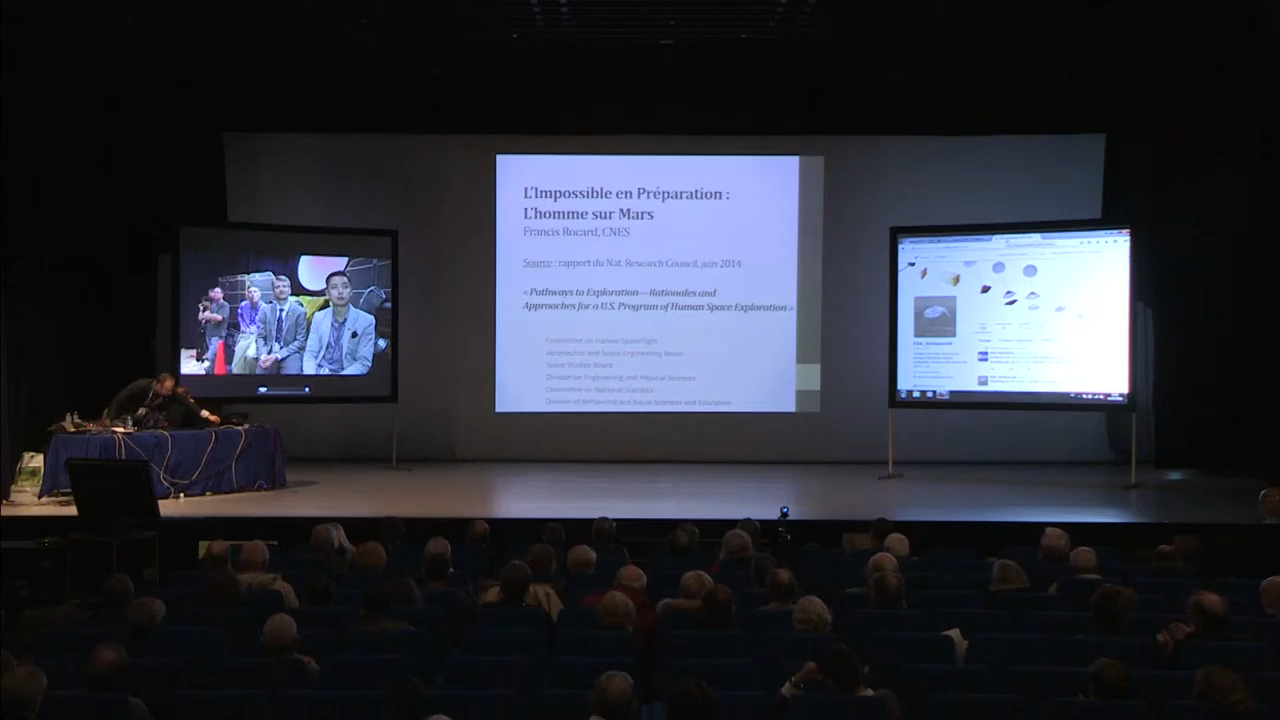 L'Impossible en Préparation :
L'homme sur Mars
Francis Rocard, CNES
Source : rapport du Nat. Research Council, juin 2014
« Pathways to Exploration—Rationales and
Approaches for a U.S. Program of Human Space Exploration »
Committee on Human Spaceflight
Aeronautics and Space Engineering Board
Space Studies Board
Division on Engineering and Physical Sciences
Committee on National Statistics
Division of Behavioral and Social Sciences and Education